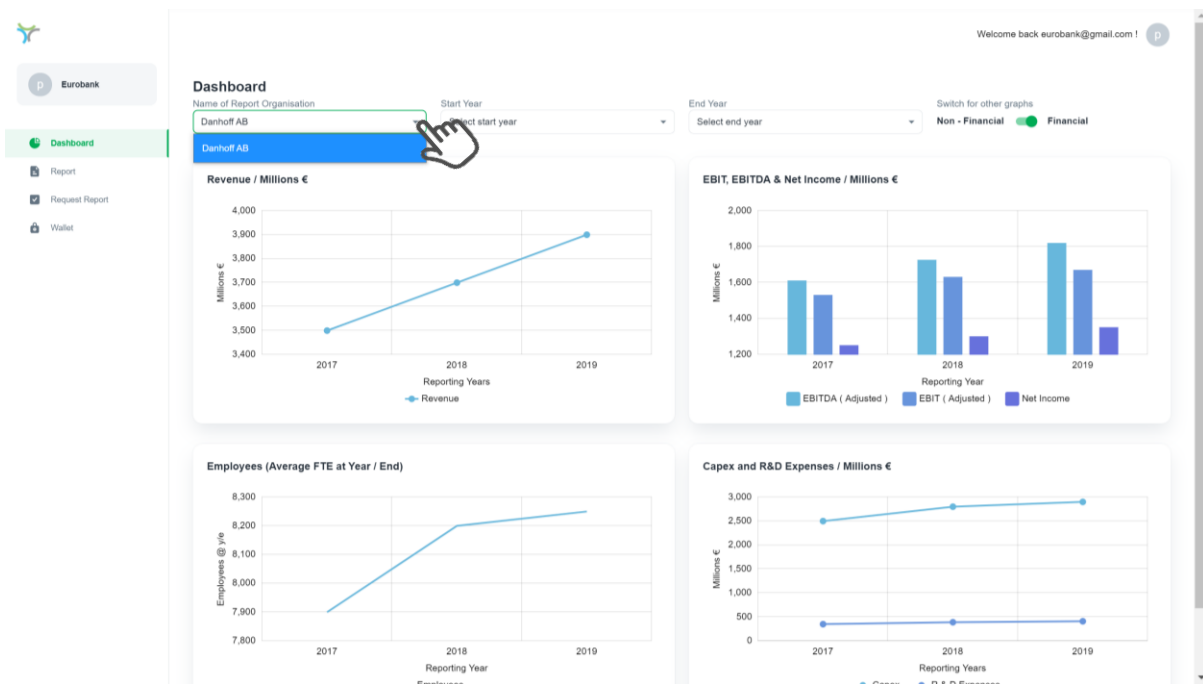 Welcome back eurobank@gmail.com !
p
p
Eurobank
Dashboard
Report
Request Report
Wallet
Dashboard
Name of Report Organisation
Start Year
End Year
Switch for other graphs
Danhoff AB
Select start year
Select end year
Non - Financial
Financial
Danhoff AB
Revenue / Millions €
4,000
3,900
3,800
3,700
3,600
3,500
3,400
Millions €
2017
2018
2019
Reporting Years
Revenue
EBIT, EBITDA & Net Income / Millions €
2,000
1,800
1,600
1,400
1,200
Millions €
2017
2018
2019
Reporting Year
EBITDA ( Adjusted )
EBIT ( Adjusted )
Net Income
Employees (Average FTE at Year / End)
8,300
8,200
8,100
8,000
7,900
7,800
Employees @ y/e
2017
2018
2019
Reporting Year
Employees
Capex and R&D Expenses / Millions €
3,000
2,500
2,000
1,500
1,000
500
0
Millions €
2017
2018
2019
Reporting Years
Capex
R & D Expenses